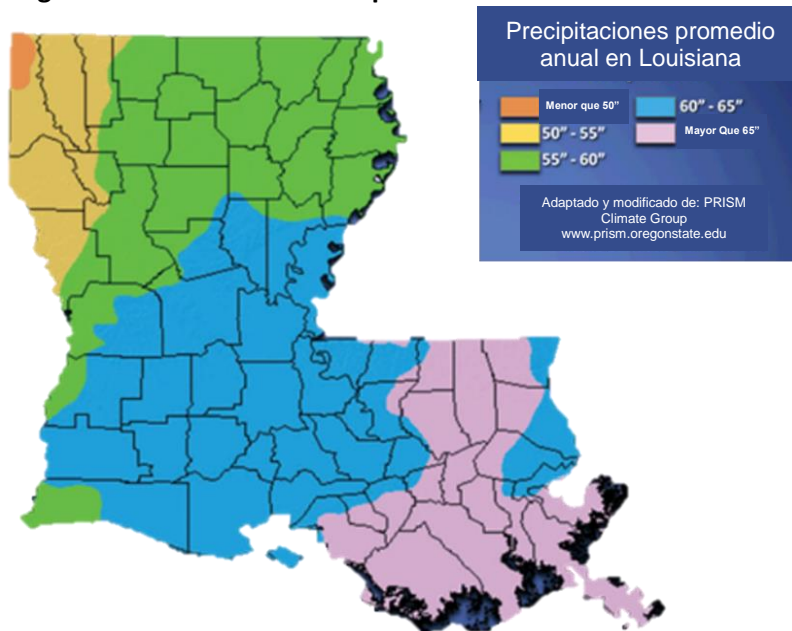 Precipitaciones promedio
anual en Louisiana
Menor que 50”
60” - 65”
50” - 55”
Mayor Que 65”
55” - 60”
Adaptado y modificado de: PRISM
Climate Group
www.prism.oregonstate.edu